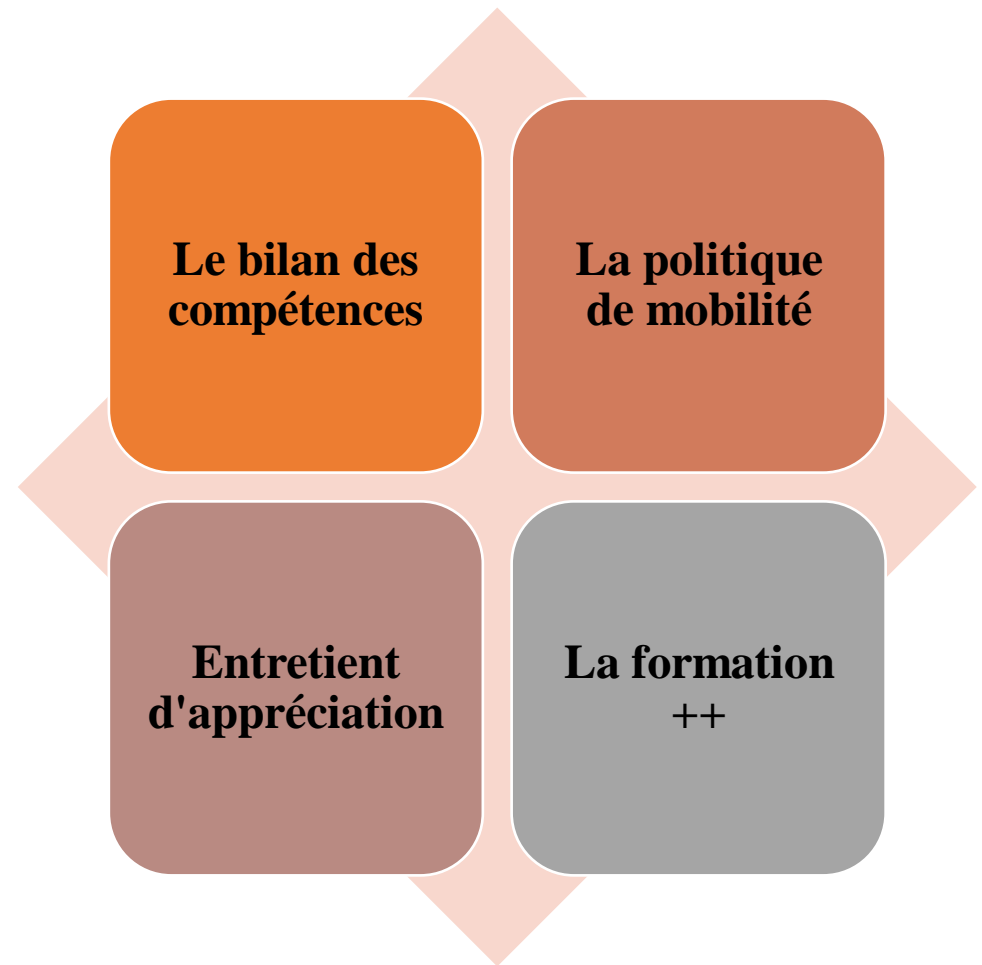 Le bilan des
compétences
La politique
de mobilité
Entretient
d'appréciation
La formation
++